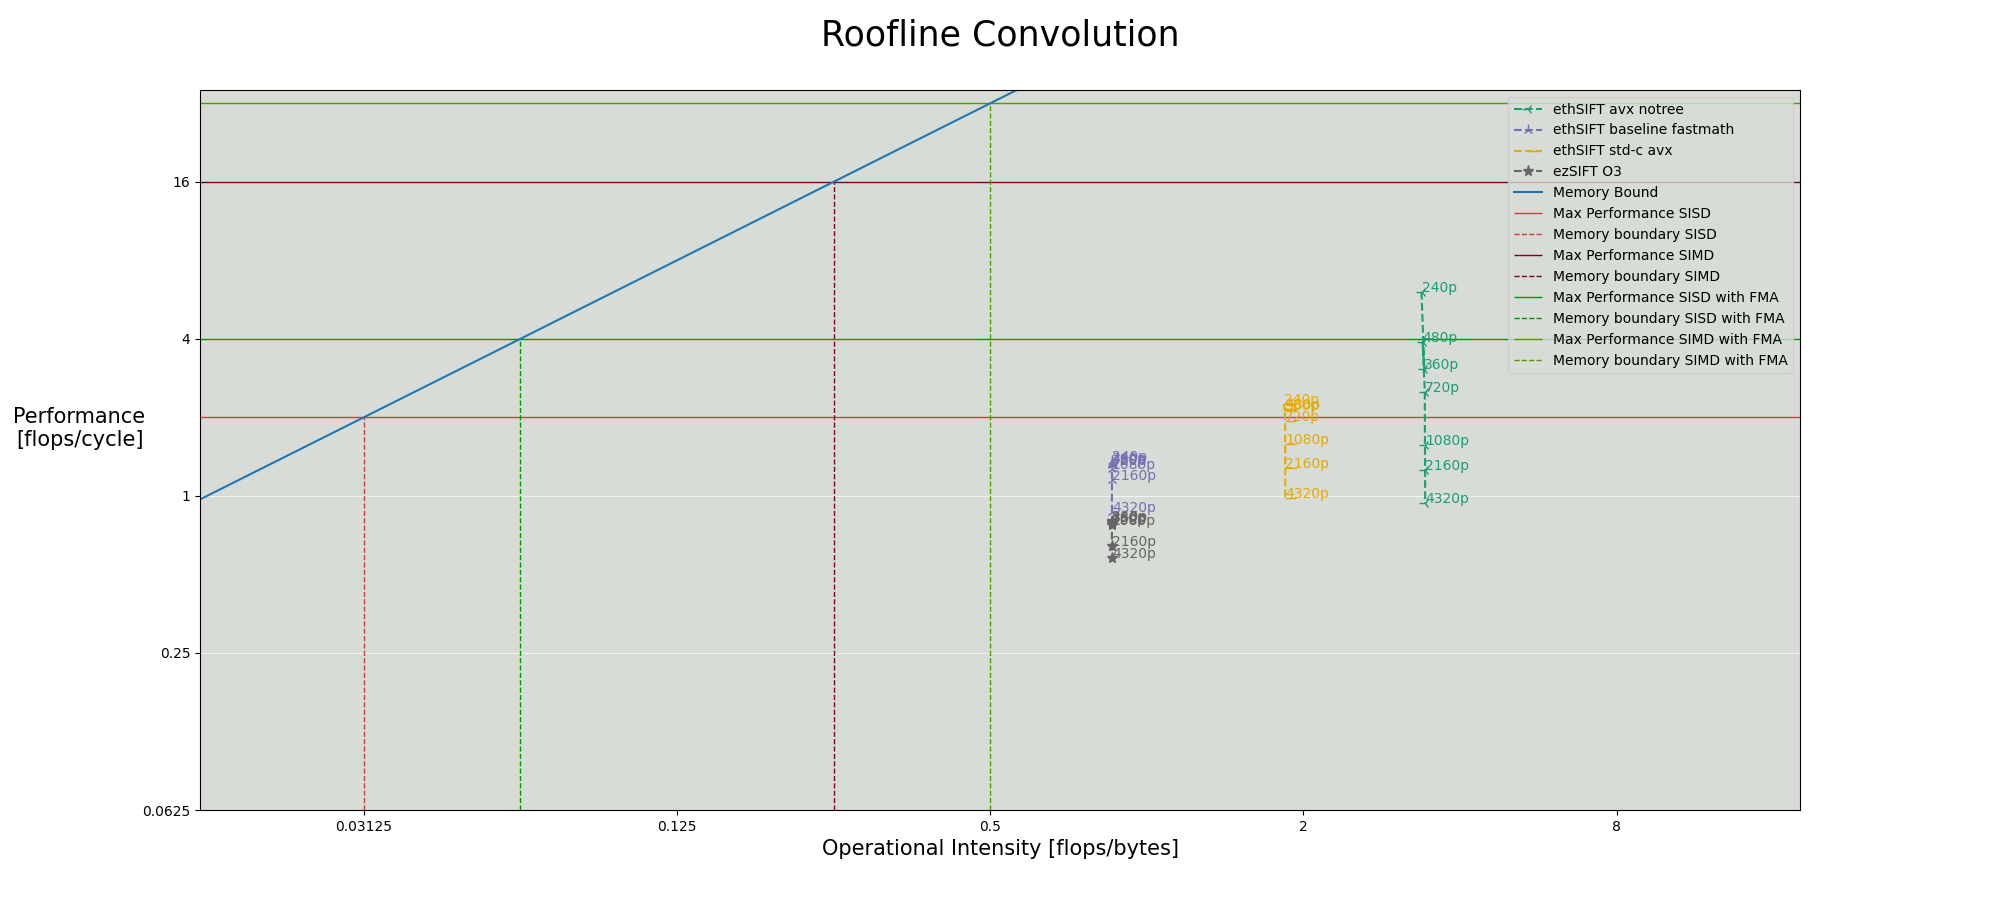 Roofline Convolution
ethSIFT avx notree
ethSIFT baseline fastmath
ethSIFT std-c avx
ezSIFT O3
Memory Bound
Max Performance SISD
Memory boundary SISD
Max Performance SIMD
Memory boundary SIMD
Max Performance SISD with FMA
Memory boundary SISD with FMA
Max Performance SIMD with FMA
Memory boundary SIMD with FMA
16
4
1
0.25
0.0625
Performance
[flops/cycle]
240p
480p
360p
720p
1080p
2160p
4320p
240p
720p
1080p
2160p
4320p
240p
1080p
2160p
4320p
2160p
4320p
0.03125
0.125
0.5
2
8
Operational Intensity [flops/bytes]